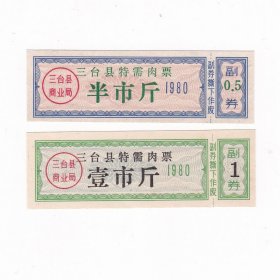 三台县特需肉票
三台县
商业局
半市斤
1980
副券撕下作废
副
0.5
券
三台县特需肉票
三台县
商业局
壹市斤
1980
副券撕下作废
副
1
券